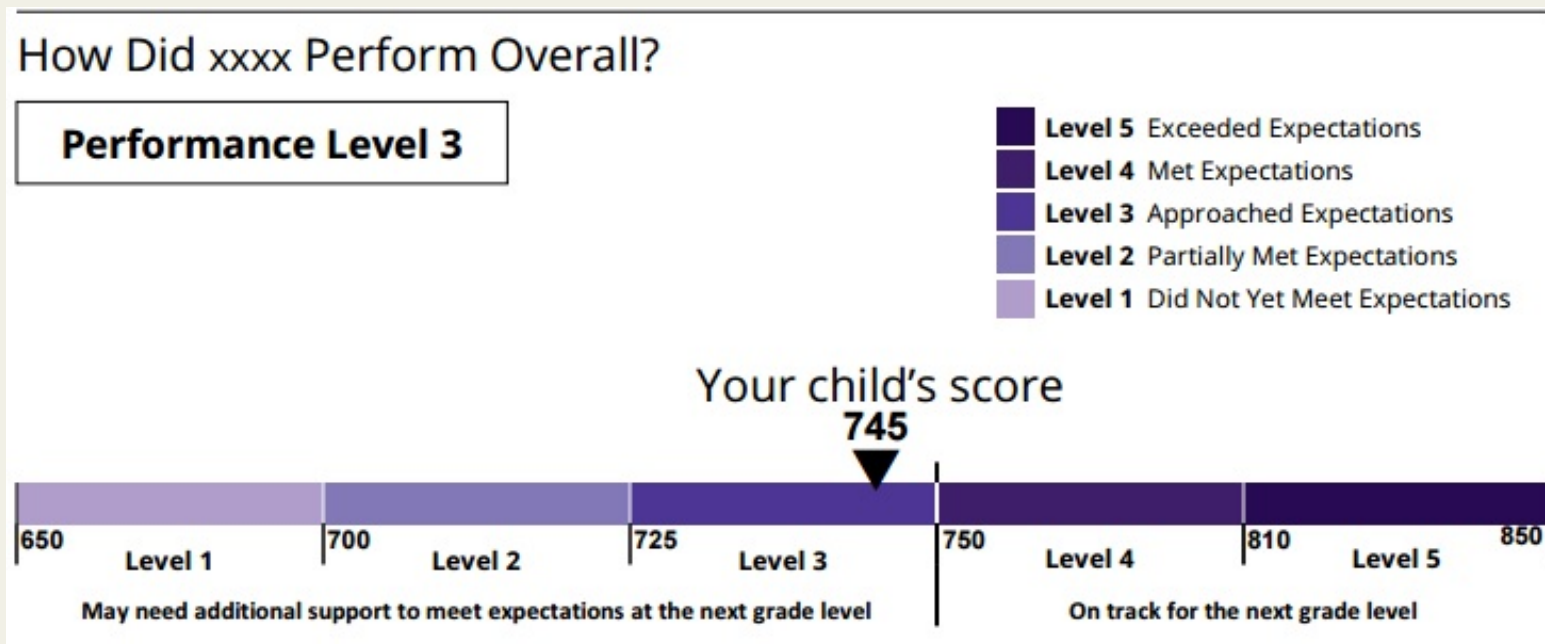 How Did xxxx Perform Overall?
Performance Level 3
Level 5 Exceeded Expectations
Level 4 Met Expectations
Level 3 Approached Expectations
Level 2 Partially Met Expectations
Level 1 Did Not Yet Meet Expectations
Your child's score
745
650 700 725 750 810 850
Level 1 Level 2 Level 3 Level 4 Level 5
May need additional support to meet expectations at the next grade level On track for the next grade level